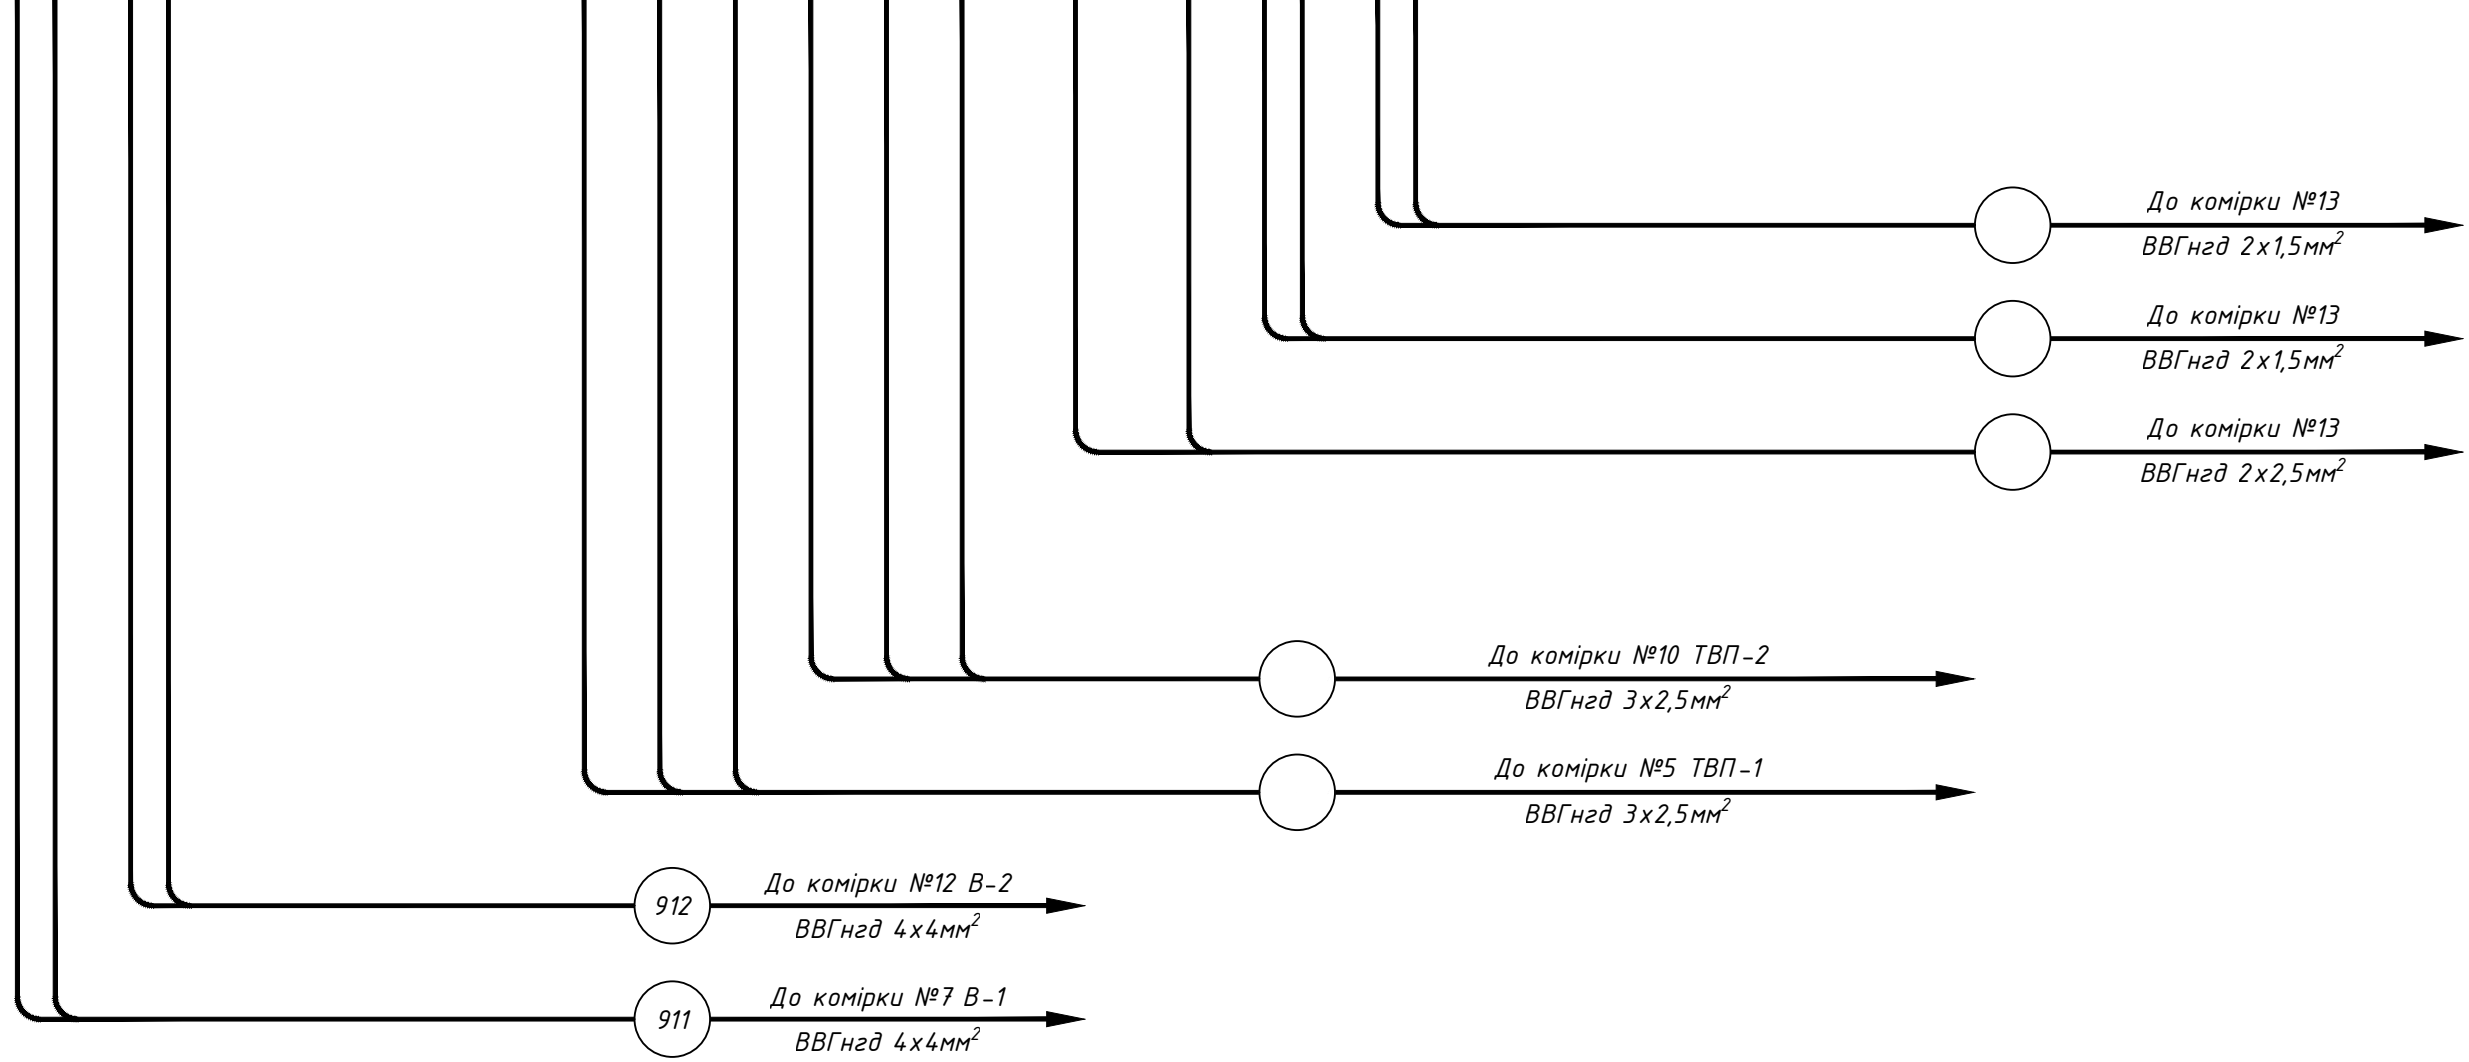 До комірки №13
ВВГнгд 2х1,5мм²
До комірки №13
ВВГнгд 2х1,5мм²
До комірки №13
ВВГнгд 2х2,5мм²
До комірки №10 ТВП-2
ВВГнгд 3х2,5мм²
До комірки №5 ТВП-1
ВВГнгд 3х2,5мм²
912
До комірки №12 В-2
ВВГнгд 4х4мм²
911
До комірки №7 В-1
ВВГнгд 4х4мм²